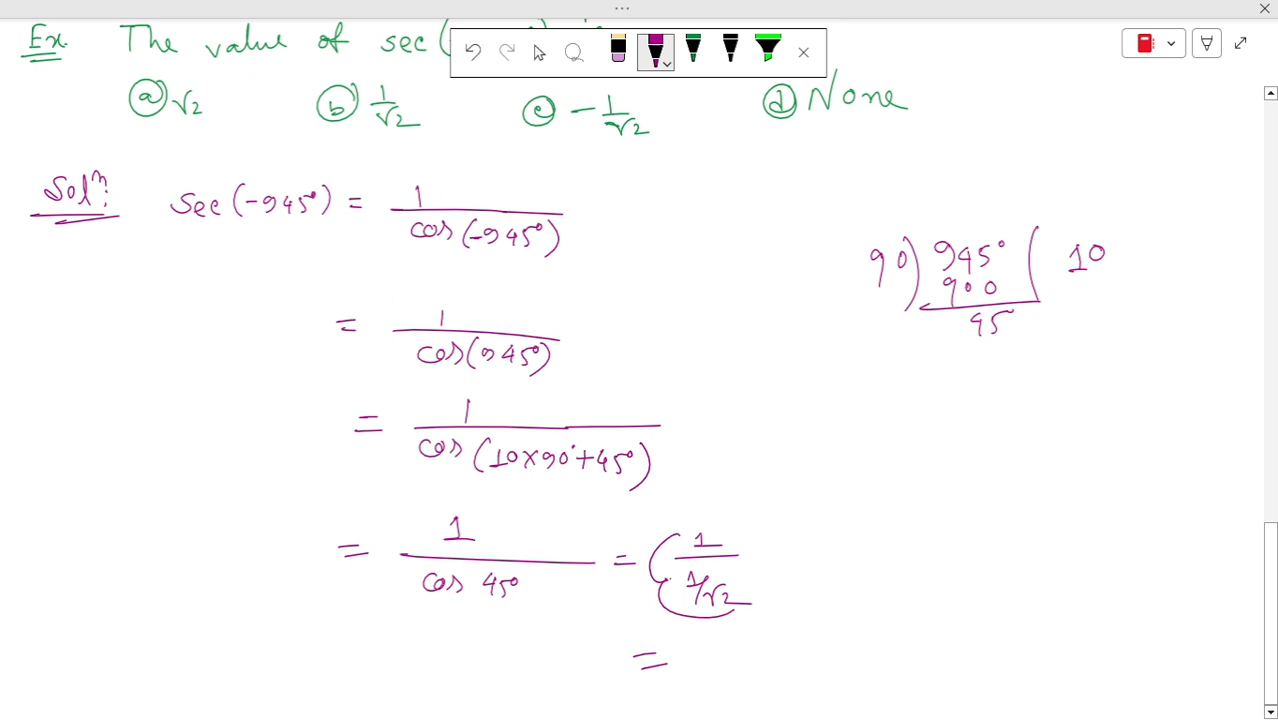 Ex. The value of sec(
(a) √2 (b) 1/√2 (c) -1/√2 (d) None
Solⁿ: sec(-945°) = 1/cos(-945°)
= 1/cos(945°)
= 1/cos(10×90°+45°)
= 1/cos 45° = 1/(1/√2)
=
90) 945° ( 10
900
45